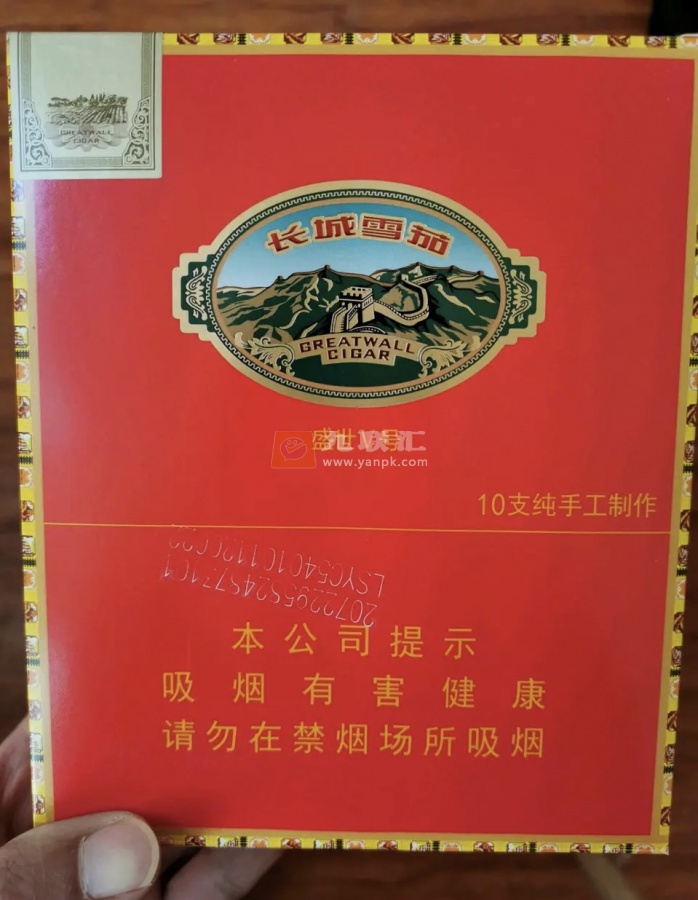 GREATWALL
CIGAR
长城雪茄
GREATWALL
CIGAR
www.yanpk.com
10支纯手工制作
本公司提示
吸烟有害健康
请勿在禁烟场所吸烟